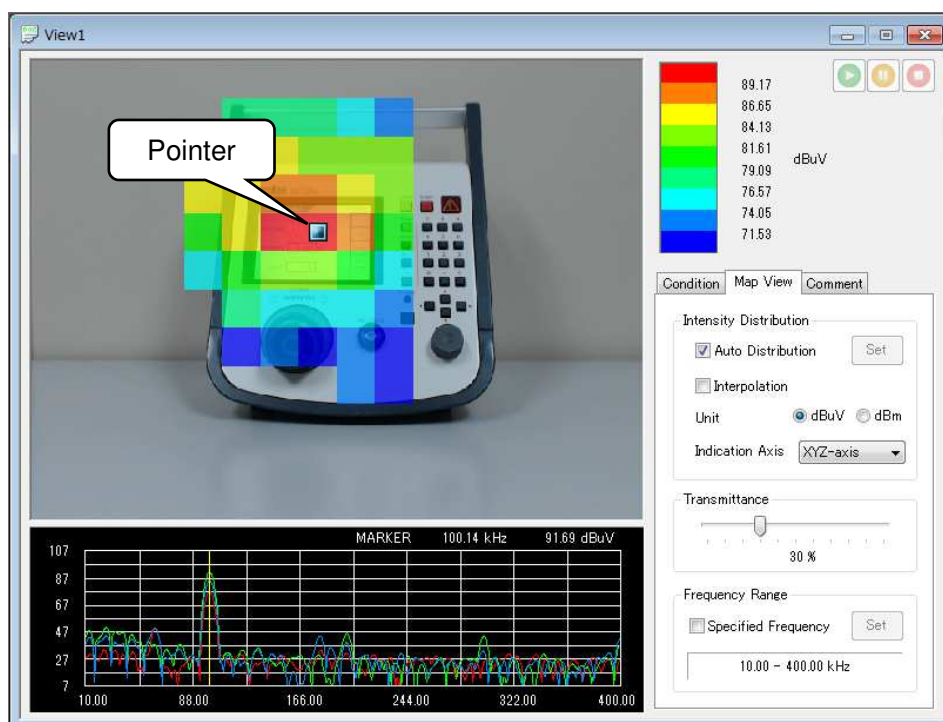 View1
Pointer
89.17
86.65
84.13
81.61
79.09
76.57
74.05
71.53
dBuV
Condition
Map View
Comment
Intensity Distribution
Auto Distribution
Set
Interpolation
Unit
dBuV
dBm
Indication Axis
XYZ-axis
Transmittance
30 %
Frequency Range
Specified Frequency
Set
10.00 - 400.00 kHz
MARKER 100.14 kHz 91.69 dBuV
107
87
67
47
27
7
10.00 88.00 166.00 244.00 322.00 400.00